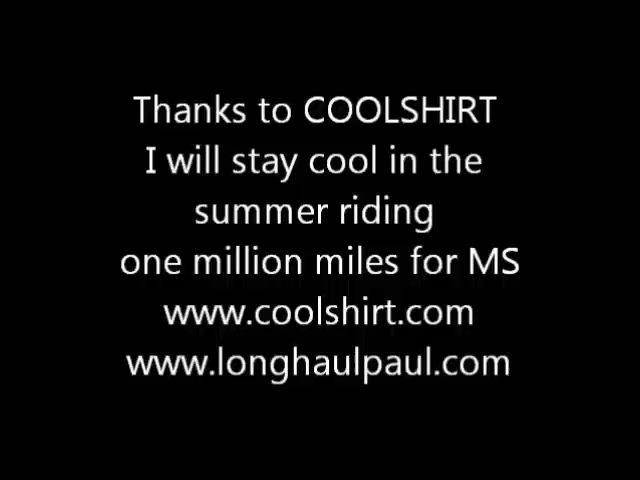 Thanks to COOLSHIRT
I will stay cool in the
summer riding
one million miles for MS
www.coolshirt.com
www.longhaulpaul.com